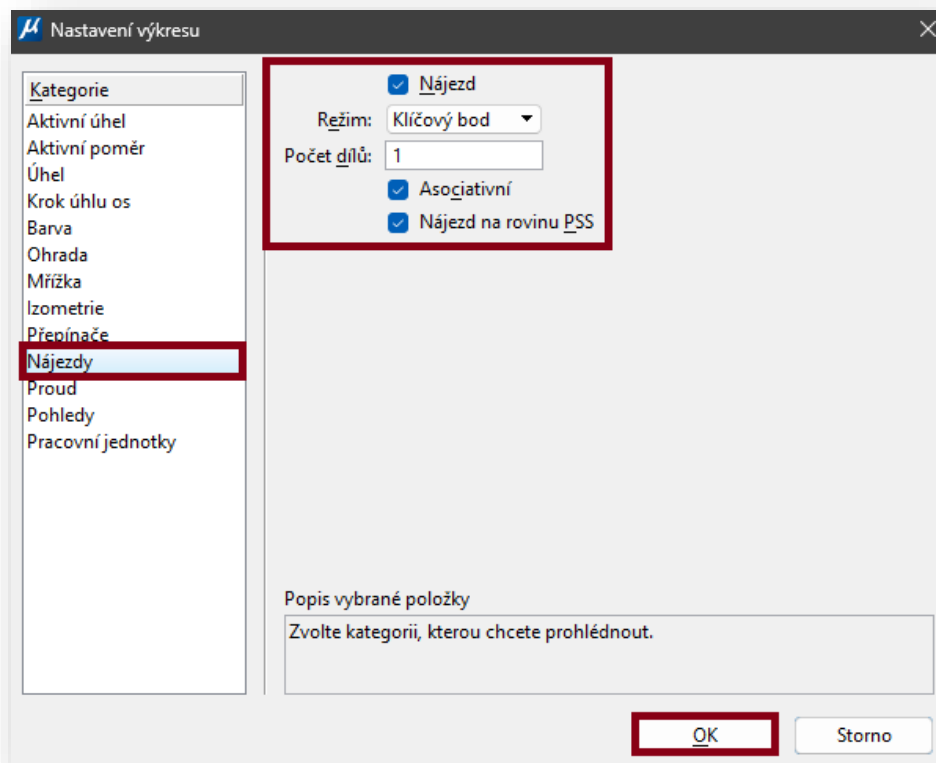 Nastavení výkresu
Kategorie
Aktivní úhel
Aktivní poměr
Úhel
Krok úhlu os
Barva
Ohrada
Mřížka
Izometrie
Přepínače
Nájezdy
Proud
Pohledy
Pracovní jednotky
Nájezd
Režim: Klíčový bod
Počet dílů: 1
Asociativní
Nájezd na rovinu PSS
Popis vybrané položky
Zvolte kategorii, kterou chcete prohlédnout.
OK Storno